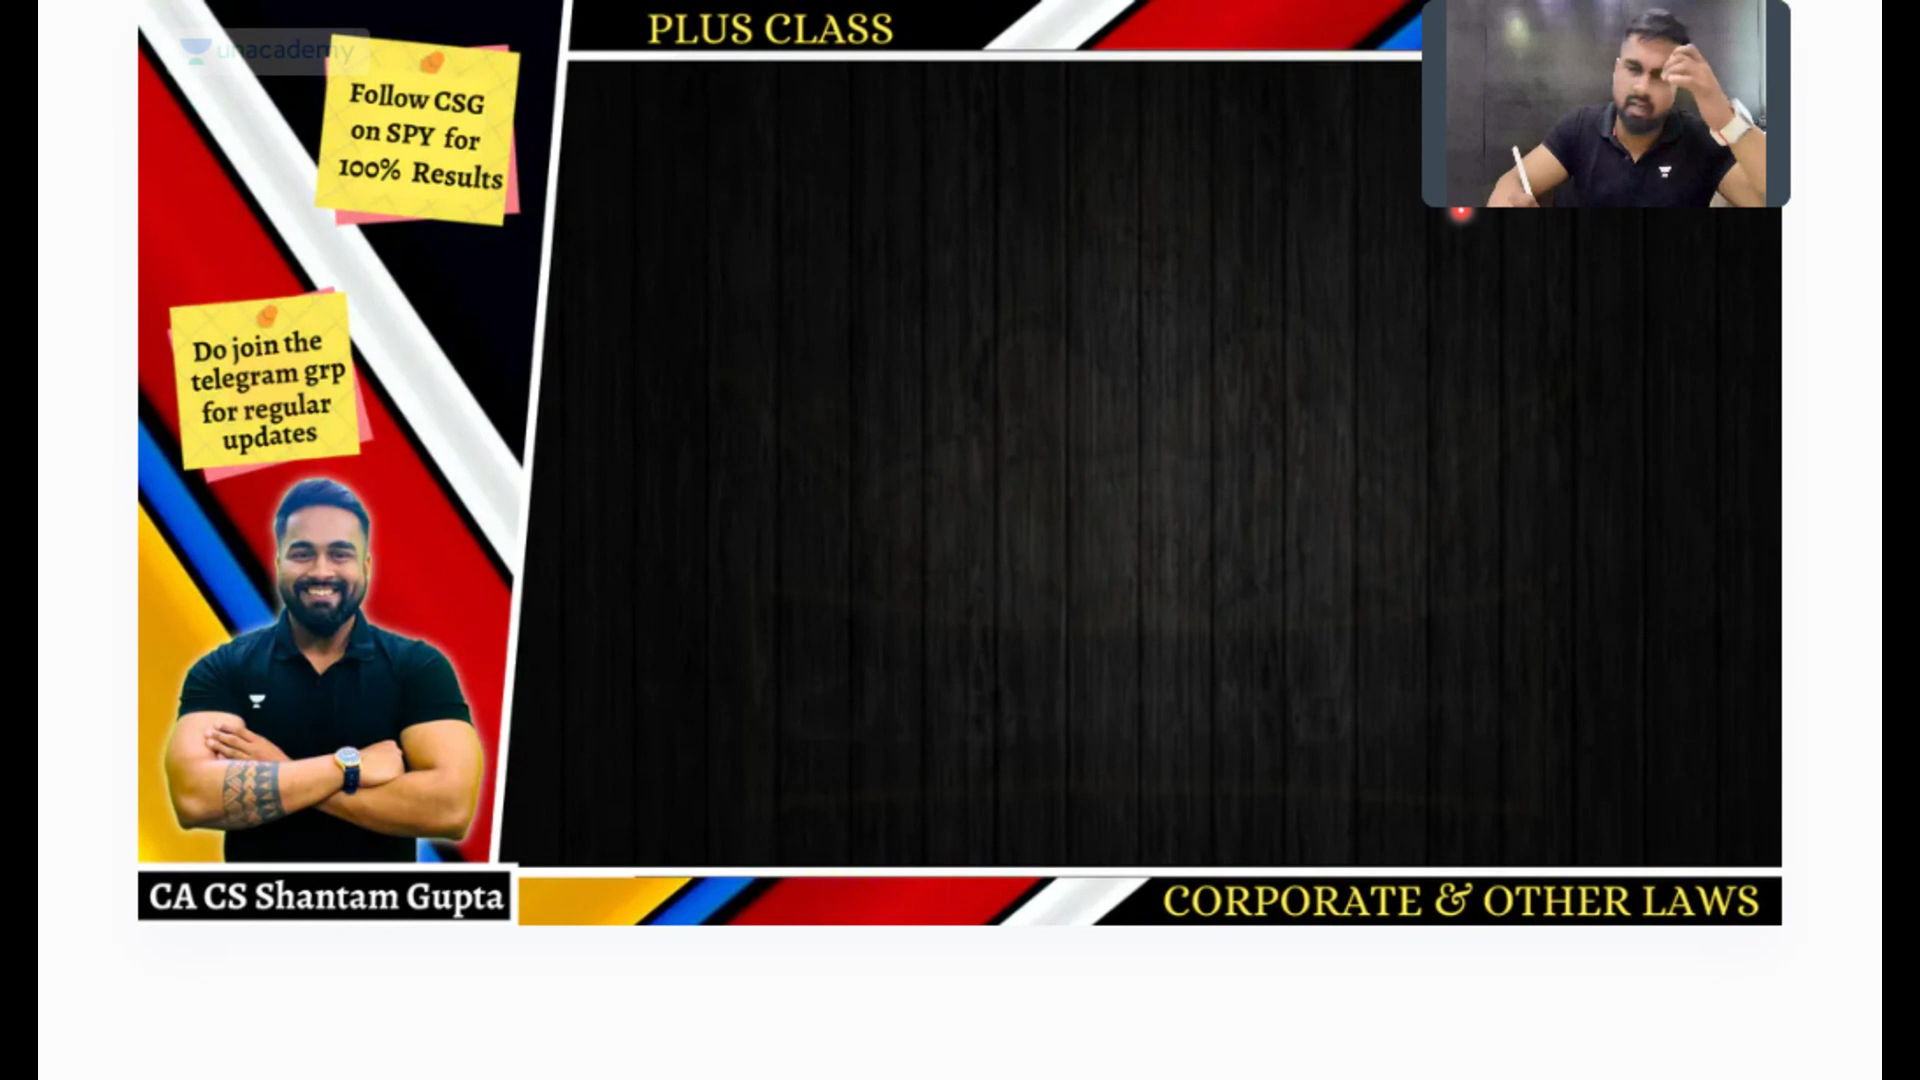 PLUS CLASS
unacademy
Follow CSG
on SPY for
100% Results
Do join the
telegram grp
for regular
updates
CA CS Shantam Gupta
CORPORATE & OTHER LAWS